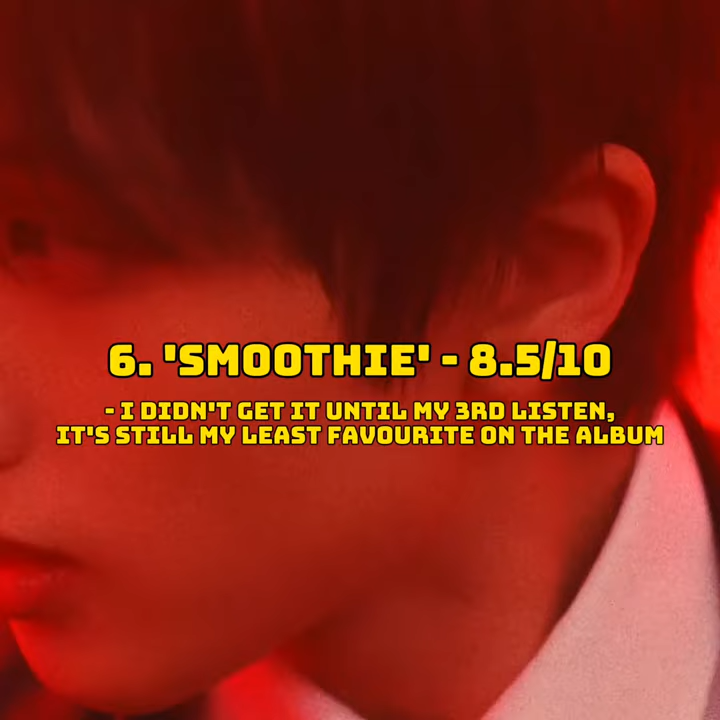 6. 'SMOOTHIE' - 8.5/10
- I DIDN'T GET IT UNTIL MY 3RD LISTEN,
IT'S STILL MY LEAST FAVOURITE ON THE ALBUM